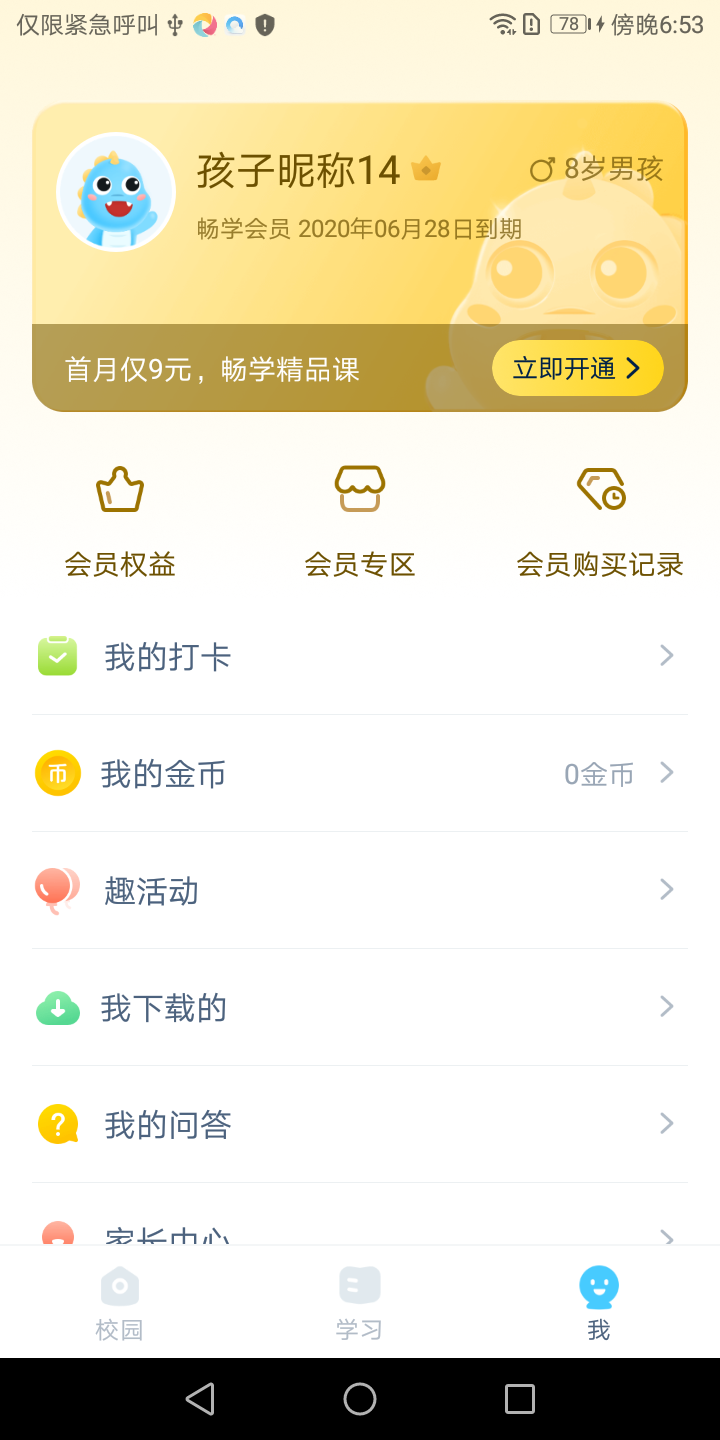 仅限紧急呼叫
78 傍晚6:53
孩子昵称14
8岁男孩
畅学会员 2020年06月28日到期
首月仅9元，畅学精品课
立即开通
会员权益
会员专区
会员购买记录
我的打卡
币 我的金币
0金币
趣活动
我下载的
? 我的问答
家长中心
校园
学习
我